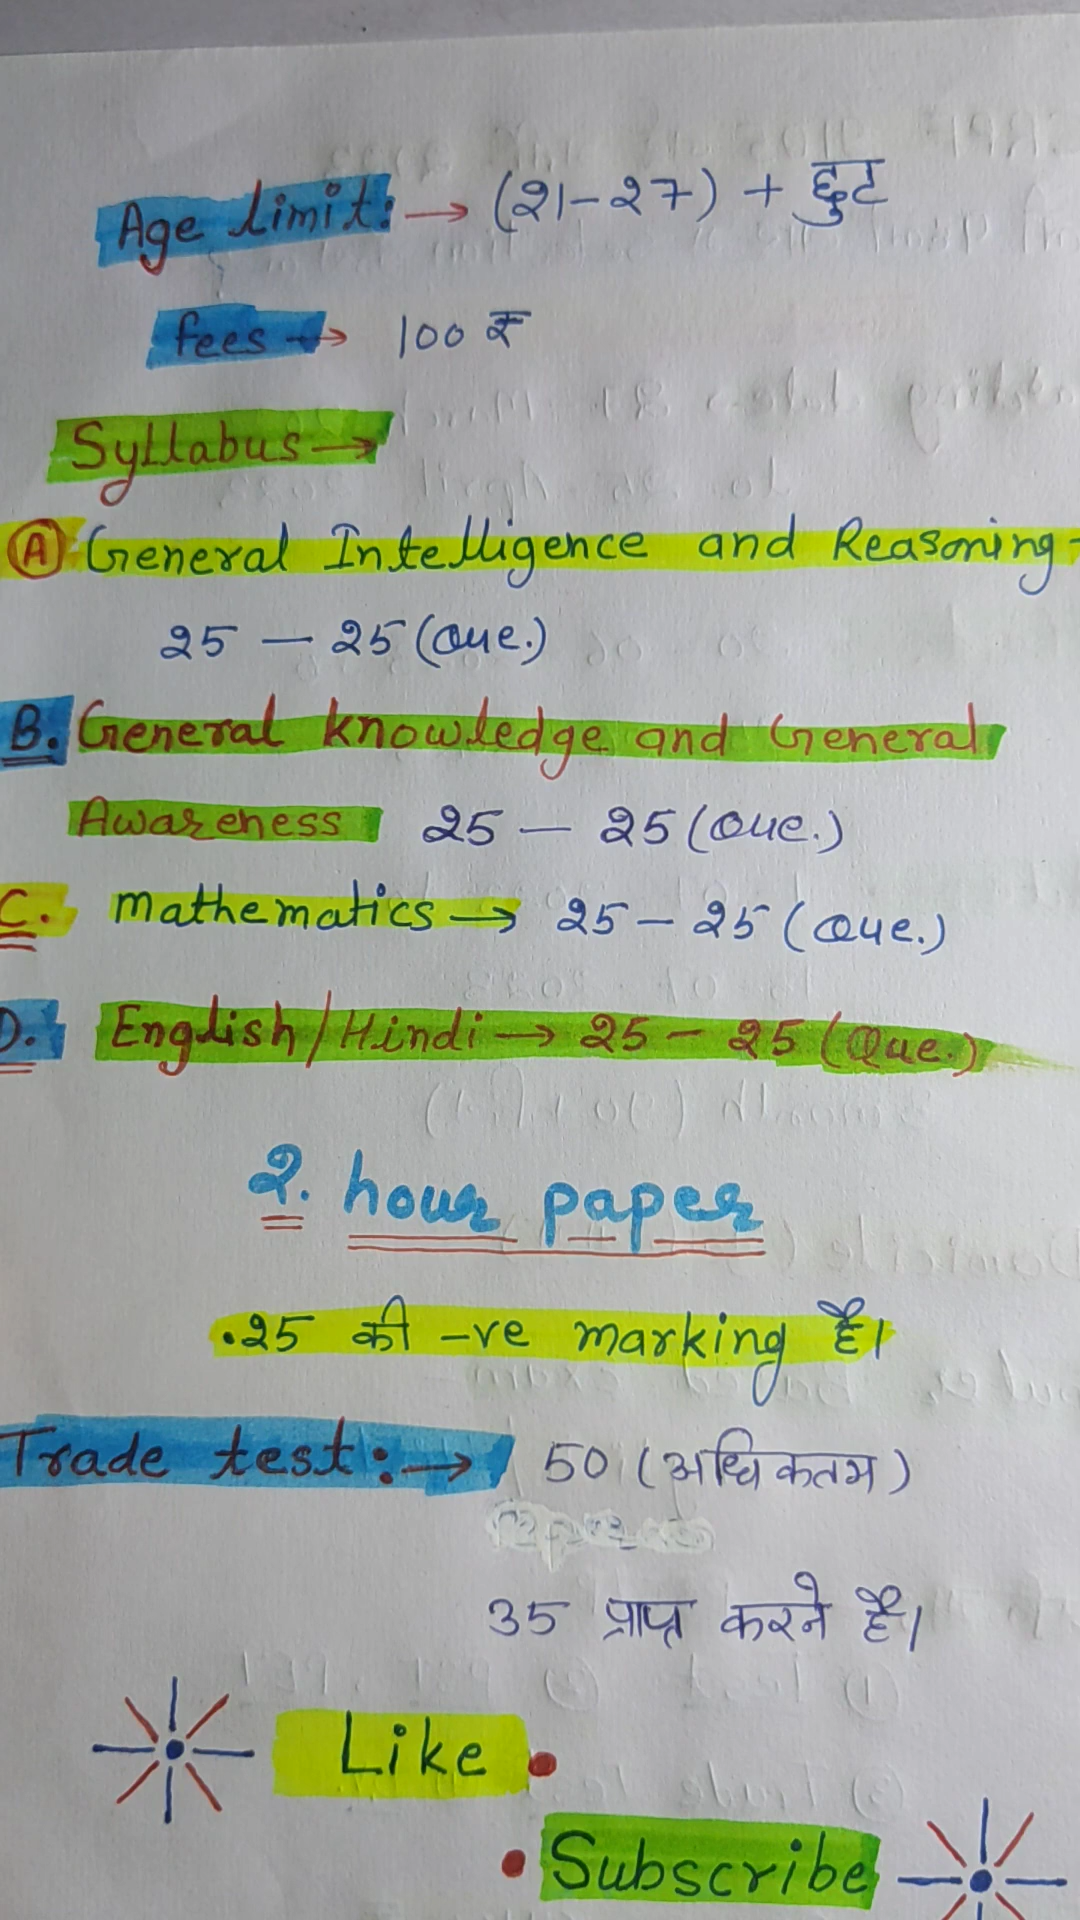 Age limit:→ (21-27) + छुट
fees → 100 ₹
Syllabus →
(A) General Intelligence and Reasoning -
25 - 25 (Que.)
B. General knowledge and General
Awareness 25 - 25 (Que.)
C. mathematics → 25 - 25 (Que.)
D. English/Hindi → 25 - 25 (Que.)
2. hour paper
.25 की -ve marking है।
Trade test:→ 50 (अधिकतम)
35 प्राप्त करने है।
Like .
. Subscribe